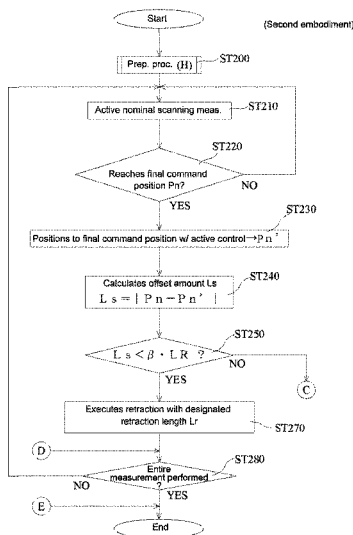 Start
(Second embodiment)
Prep. proc. (H)
ST200
Active nominal scanning meas.
ST210
ST220
Reaches final command
position Pn?
NO
YES
ST230
Positions to final command position w/ active control→Pn'
ST240
Calculates offset amount Ls
Ls=|Pn−Pn'|
ST250
Ls<β・LR ?
NO
YES
C
Executes retraction with designated
retraction length Lr
ST270
D
ST280
Entire
measurement performed
?
NO
YES
E
End